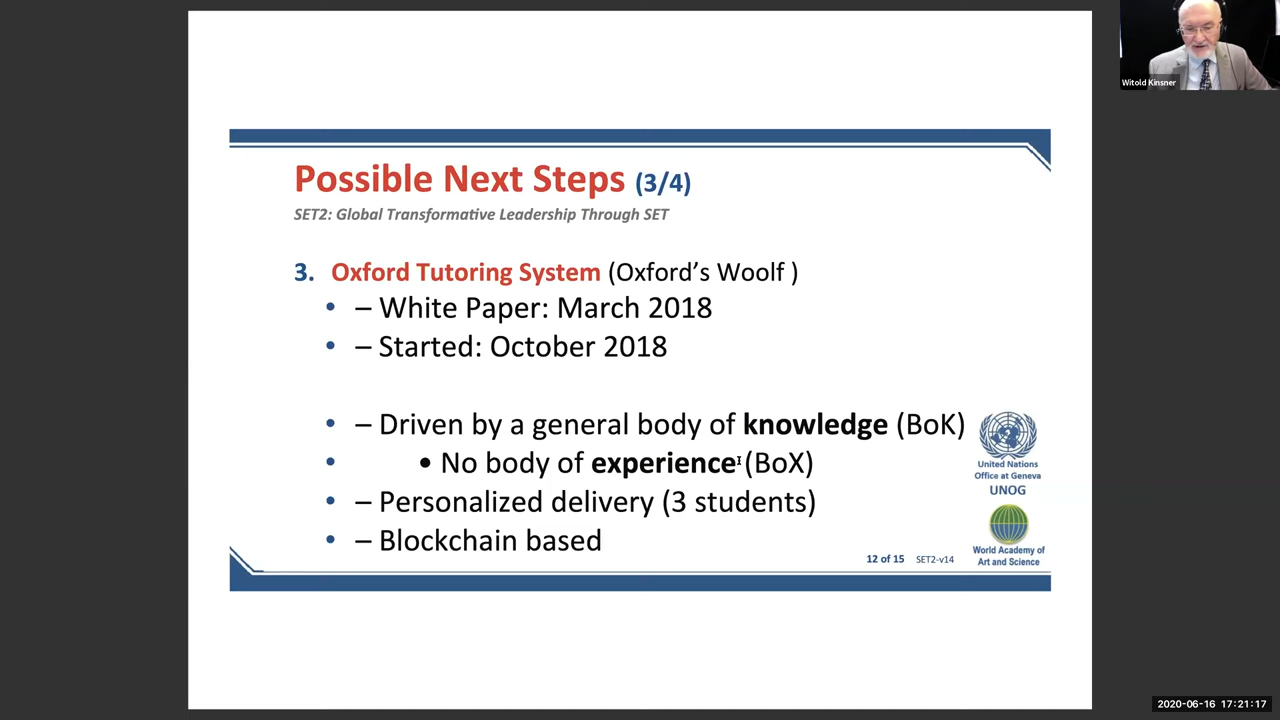 Witold Kinsner
Possible Next Steps (3/4)
SET2: Global Transformative Leadership Through SET
3. Oxford Tutoring System (Oxford's Woolf )
• – White Paper: March 2018
• – Started: October 2018
• – Driven by a general body of knowledge (BoK)
• • No body of experience (BoX)
• – Personalized delivery (3 students)
• – Blockchain based
United Nations
Office at Geneva
UNOG
World Academy of
Art and Science
12 of 15 SET2-v14
2020-06-16 17:21:17